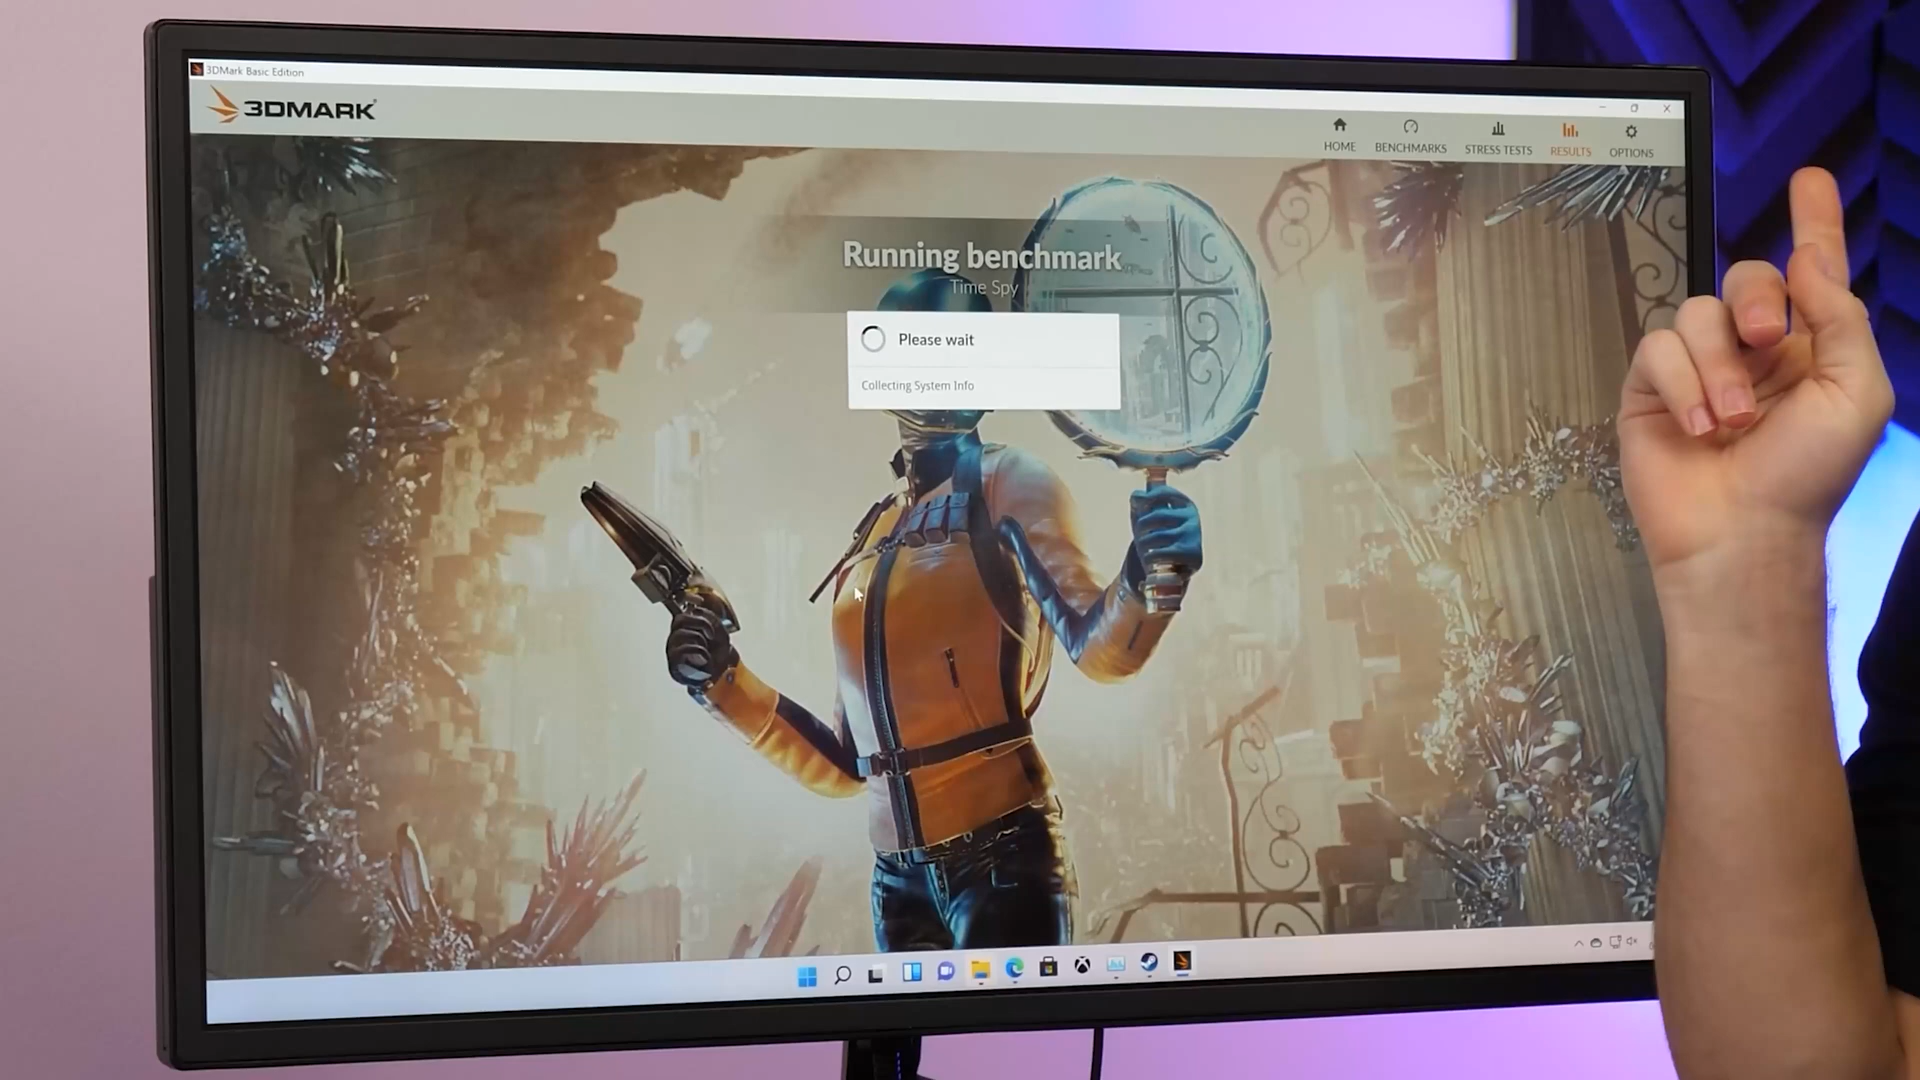 3DMark Basic Edition
3DMARK
HOME
BENCHMARKS
STRESS TESTS
RESULTS
OPTIONS
Running benchmark
Time Spy
Please wait
Collecting System Info